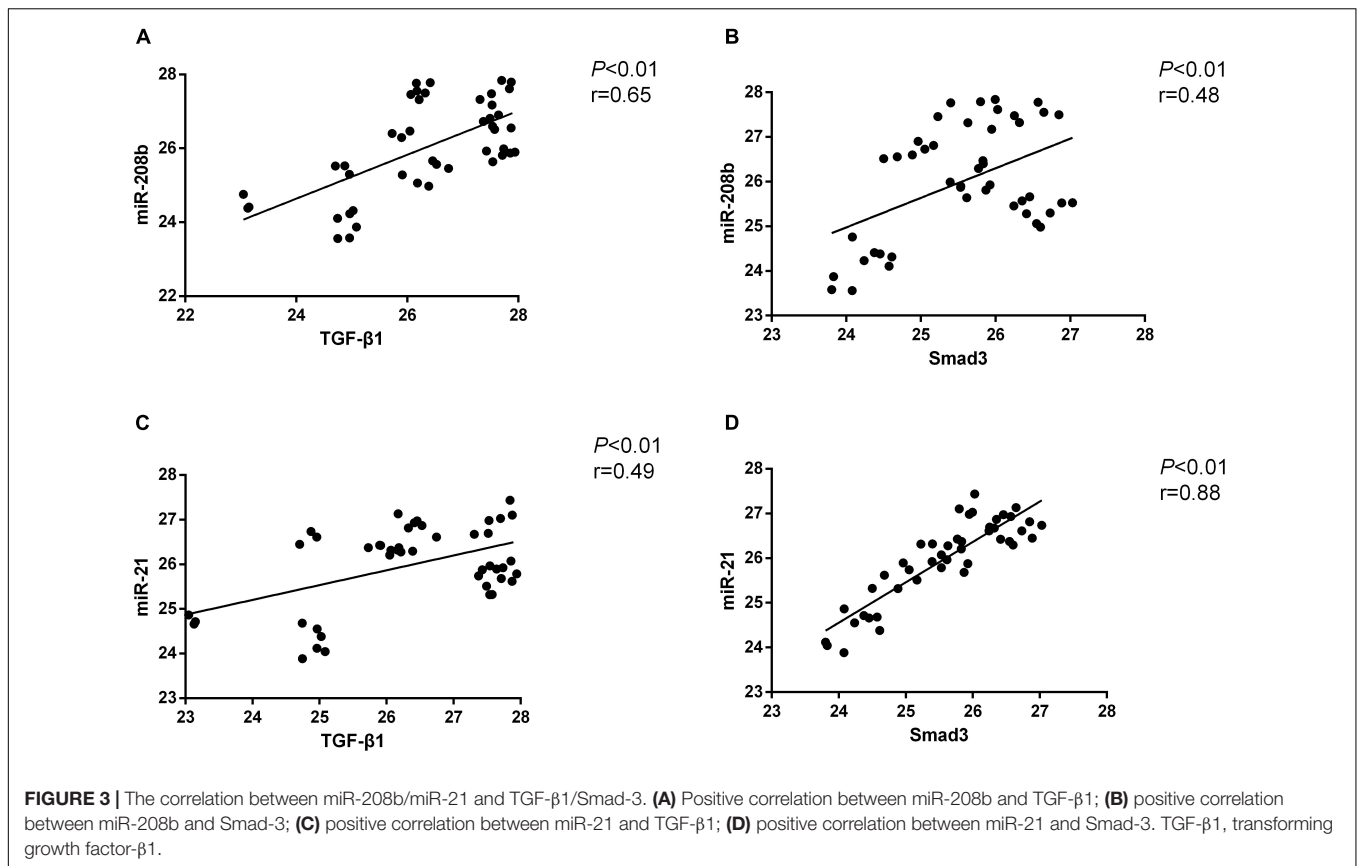 A
P<0.01
r=0.65
miR-208b
28
26
24
22
22 24 26 28
TGF-β1
B
P<0.01
r=0.48
miR-208b
28
27
26
25
24
23
23 24 25 26 27 28
Smad3
C
P<0.01
r=0.49
miR-21
28
27
26
25
24
23
23 24 25 26 27 28
TGF-β1
D
P<0.01
r=0.88
miR-21
28
27
26
25
24
23
23 24 25 26 27 28
Smad3
FIGURE 3 | The correlation between miR-208b/miR-21 and TGF-β1/Smad-3. (A) Positive correlation between miR-208b and TGF-β1; (B) positive correlation
between miR-208b and Smad-3; (C) positive correlation between miR-21 and TGF-β1; (D) positive correlation between miR-21 and Smad-3. TGF-β1, transforming
growth factor-β1.